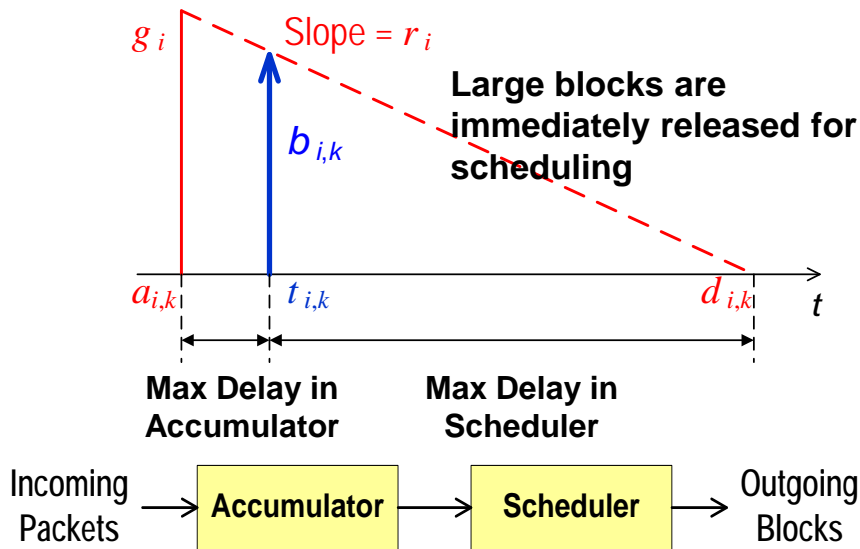 g i
Slope = r i
Large blocks are
immediately released for
scheduling
b i,k
a i,k
t i,k
d i,k
t
Max Delay in
Accumulator
Max Delay in
Scheduler
Incoming
Packets
Accumulator
Scheduler
Outgoing
Blocks